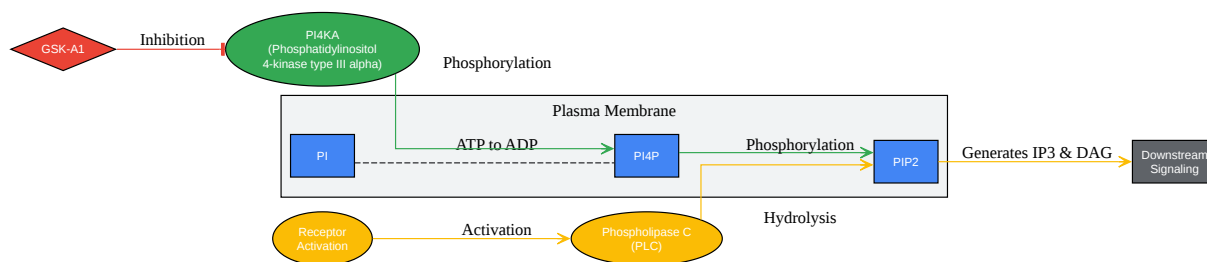 GSK-A1
Inhibition
PI4KA
(Phosphatidylinositol
4-kinase type III alpha)
Phosphorylation
Plasma Membrane
PI
ATP to ADP
PI4P
Phosphorylation
PIP2
Generates IP3 & DAG
Downstream
Signaling
Hydrolysis
Receptor
Activation
Activation
Phospholipase C
(PLC)